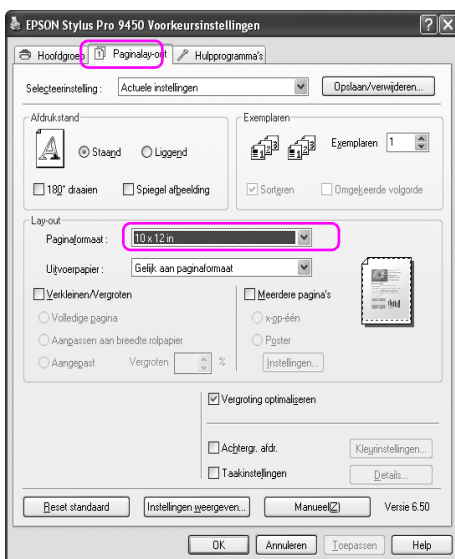 EPSON Stylus Pro 9450 Voorkeursinstellingen
Hoofdgroep Paginalay-out Hulpprogramma's
Selecteerinstelling : Actuele instellingen Opslaan/verwijderen...
Afdrukstand
A Staand Liggend
180° draaien Spiegel afbeelding
Exemplaren
Exemplaren 1
Sorteren Omgekeerde volgorde
Lay-out
Paginaformaat : 10 x 12 in
Uitvoerpapier : Gelijk aan paginaformaat
Verkleinen/Vergroten
Volledige pagina
Aanpassen aan breedte rolpapier
Aangepast Vergroten %
Meerdere pagina's
x-op-één
Poster
Instellingen...
Vergroting optimaliseren
Achtergr. afdr. Kleurinstellingen...
Taakinstellingen Details...
Reset standaard Instellingen weergeven... Manueel(Z) Versie 6.50
OK Annuleren Toepassen Help